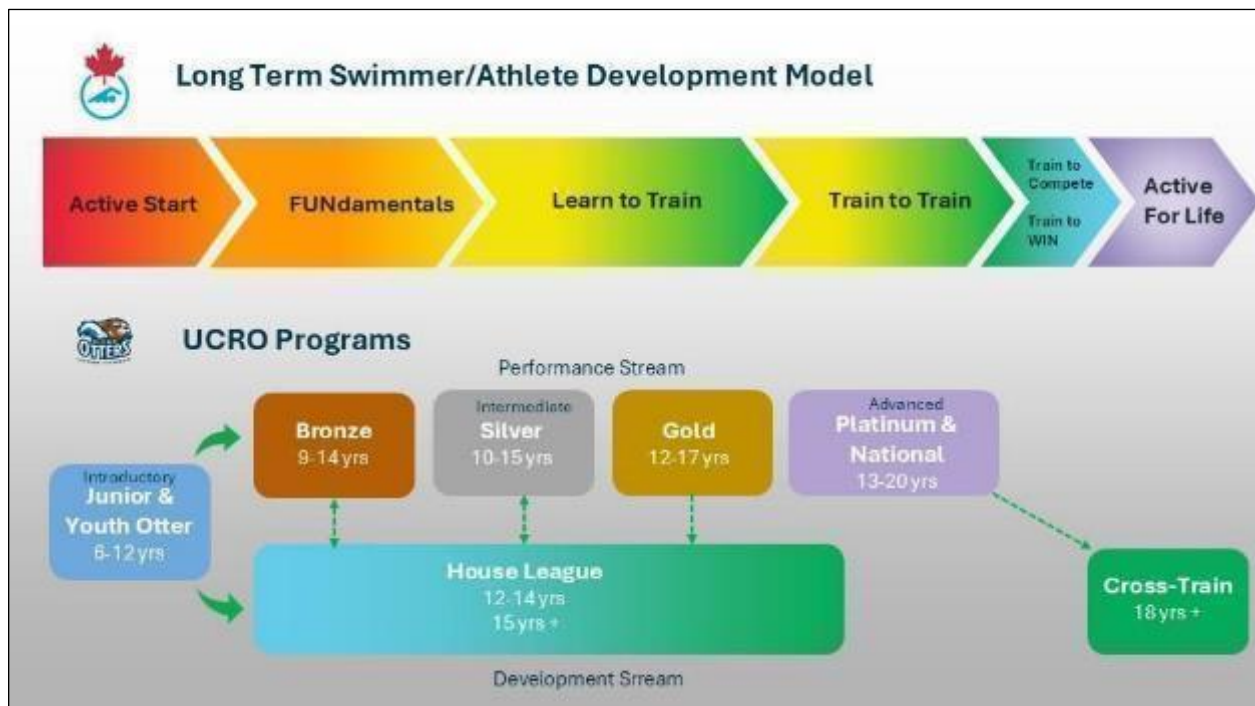 Long Term Swimmer/Athlete Development Model
Active Start
FUNdamentals
Learn to Train
Train to Train
Train to
Compete
Train to
WIN
Active
For Life
OTTERS
UCRO Programs
Performance Stream
Bronze
9-14 yrs
Intermediate
Silver
10-15 yrs
Gold
12-17 yrs
Advanced
Platinum &
National
13-20 yrs
Introductory
Junior &
Youth Otter
6-12 yrs
House League
12-14 yrs
15 yrs +
Cross-Train
18 yrs +
Development Srream